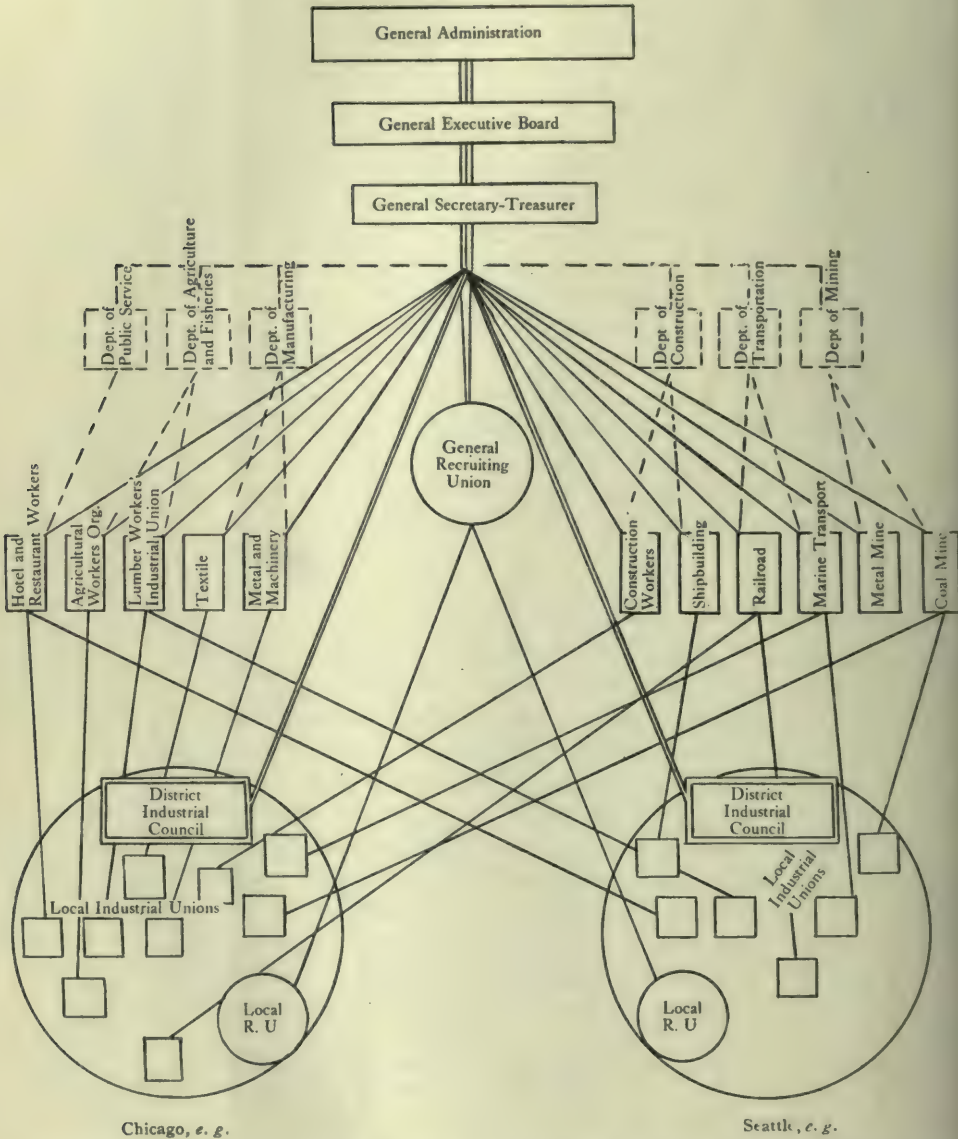 General Administration
General Executive Board
General Secretary-Treasurer
Dept. of
Public Service
Dept. of Agriculture
and Fisheries
Dept. of
Manufacturing
Dept of
Construction
Dept. of
Transportation
Dept of Mining
General
Recruiting
Union
Hotel and
Restaurant Workers
Agricultural
Workers Org.
Lumber Workers
Industrial Union
Textile
Metal and
Machinery
Construction
Workers
Shipbuilding
Railroad
Marine Transport
Metal Mine
Coal Mine
District
Industrial
Council
Local Industrial Unions
Local
R. U
District
Industrial
Council
Local
Industrial
Unions
Local
R. U
Chicago, e. g.
Seattle, e. g.